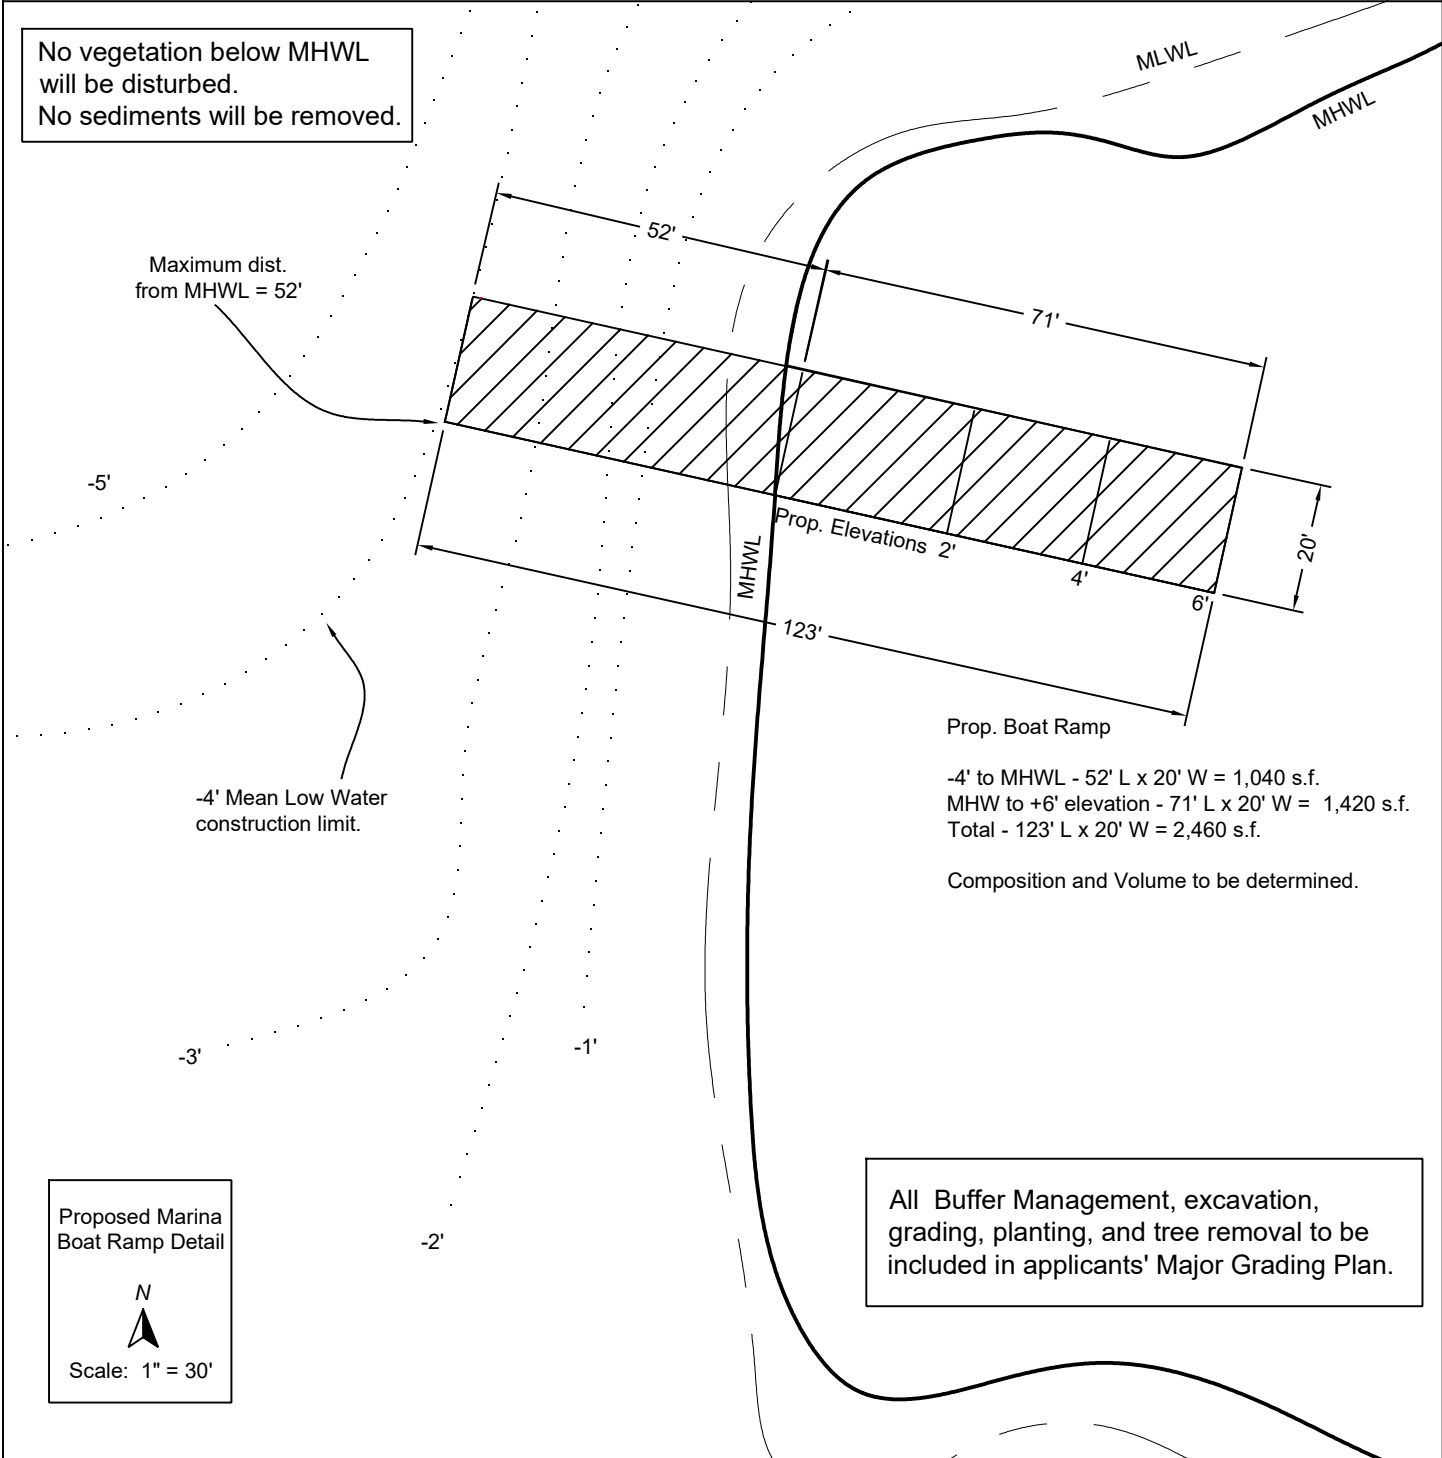 No vegetation below MHWL
will be disturbed.
No sediments will be removed.
MLWL
MHWL
52'
Maximum dist.
from MHWL = 52'
71'
-5'
20'
Prop. Elevations 2'
4'
6'
MHWL
123'
Prop. Boat Ramp
-4' to MHWL - 52' L x 20' W = 1,040 s.f.
MHW to +6' elevation - 71' L x 20' W = 1,420 s.f.
Total - 123' L x 20' W = 2,460 s.f.
Composition and Volume to be determined.
-4' Mean Low Water
construction limit.
-3'
-1'
-2'
Proposed Marina
Boat Ramp Detail
N
Scale: 1" = 30'
All Buffer Management, excavation,
grading, planting, and tree removal to be
included in applicants' Major Grading Plan.